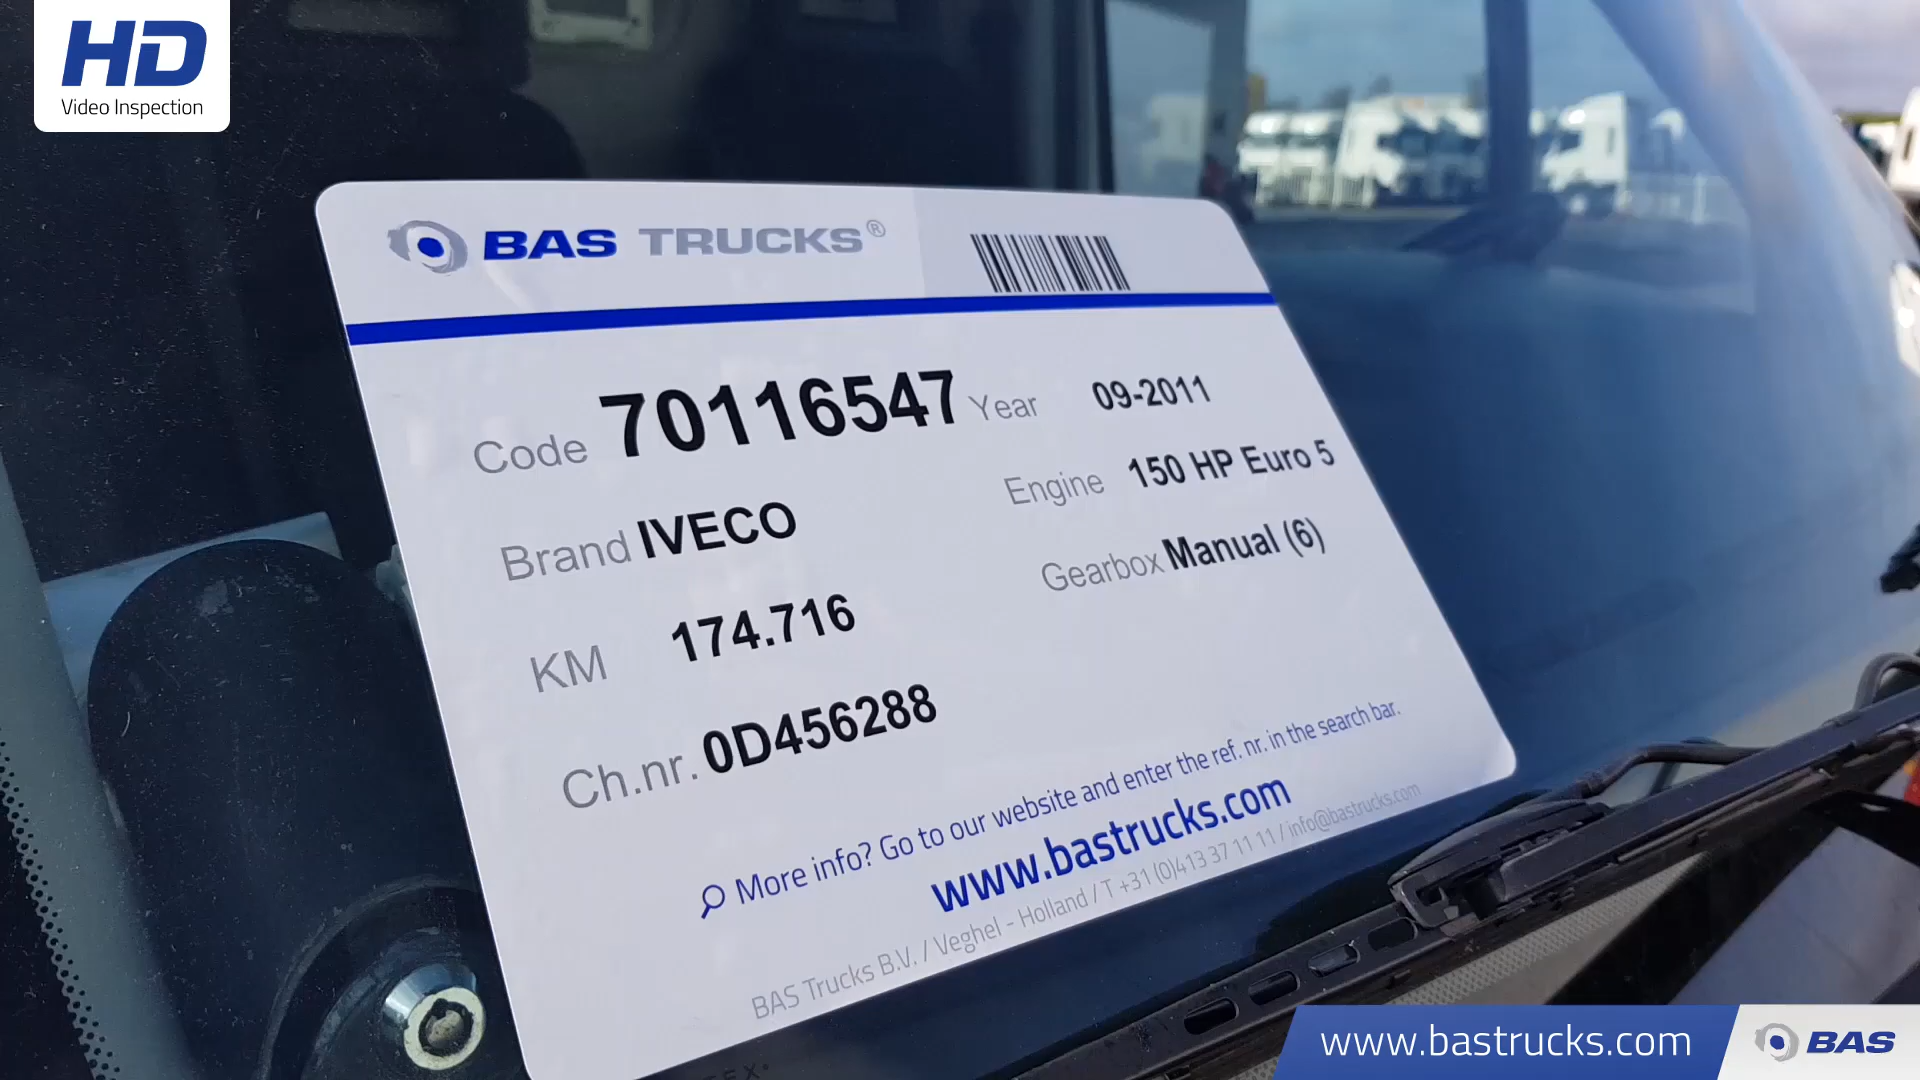 HD
Video Inspection
BAS TRUCKS®
Code 70116547 Year 09-2011
Brand IVECO Engine 150 HP Euro 5
KM 174.716 Gearbox Manual (6)
Ch.nr. 0D456288
More info? Go to our website and enter the ref. nr. in the search bar.
www.bastrucks.com
BAS Trucks B.V. / Veghel - Holland / T +31 (0)413 37 11 11 / info@bastrucks.com
www.bastrucks.com BAS